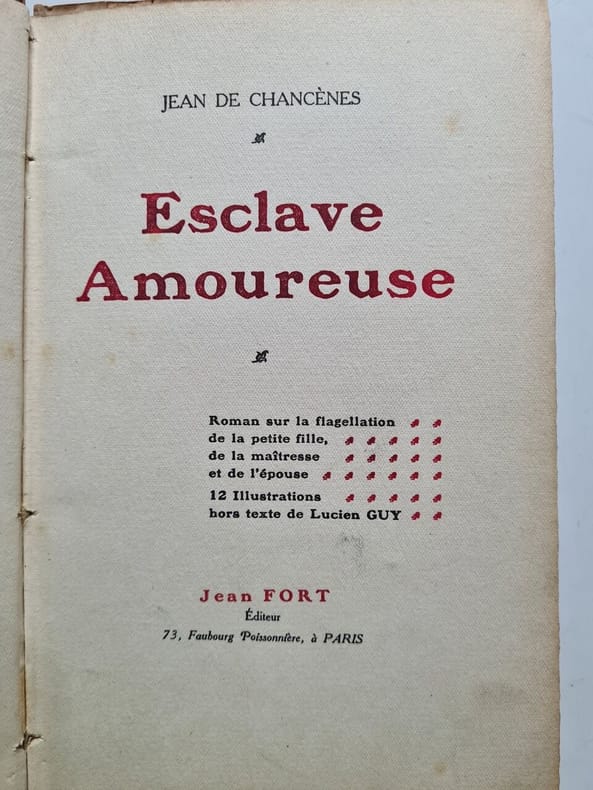 JEAN DE CHANCÈNES
Esclave
Amoureuse
Roman sur la flagellation
de la petite fille,
de la maîtresse
et de l'épouse
12 Illustrations
hors texte de Lucien GUY
Jean FORT
Éditeur
73, Faubourg Poissonnière, à PARIS